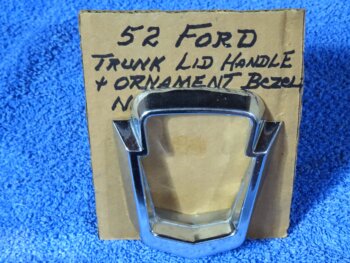 52 FORD
TRUNK LID HANDLE
+ ORNAMENT BEZEL